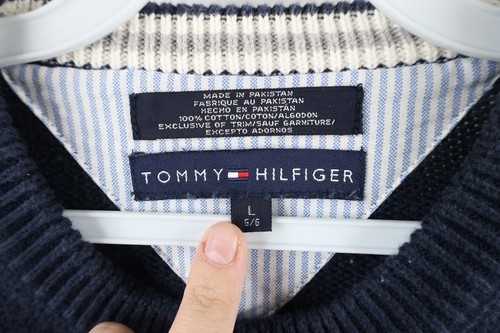 MADE IN PAKISTAN
FABRIQUE AU PAKISTAN
HECHO EN PAKISTAN
100% COTTON/COTON/ALGODON
EXCLUSIVE OF TRIM/SAUF GARNITURE/
EXCEPTO ADORNOS
TOMMY HILFIGER
L
G/G